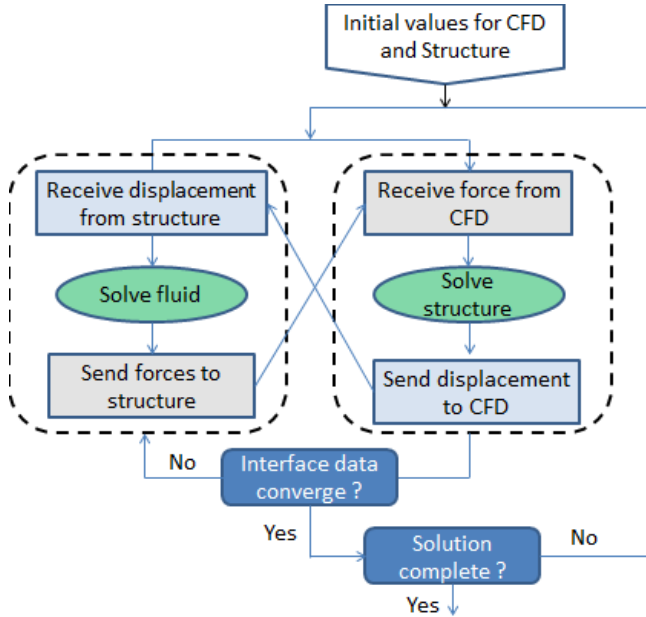 Initial values for CFD
and Structure
Receive displacement
from structure
Receive force from
CFD
Solve fluid
Solve
structure
Send forces to
structure
Send displacement
to CFD
No
Interface data
converge ?
Yes
Solution
complete ?
No
Yes